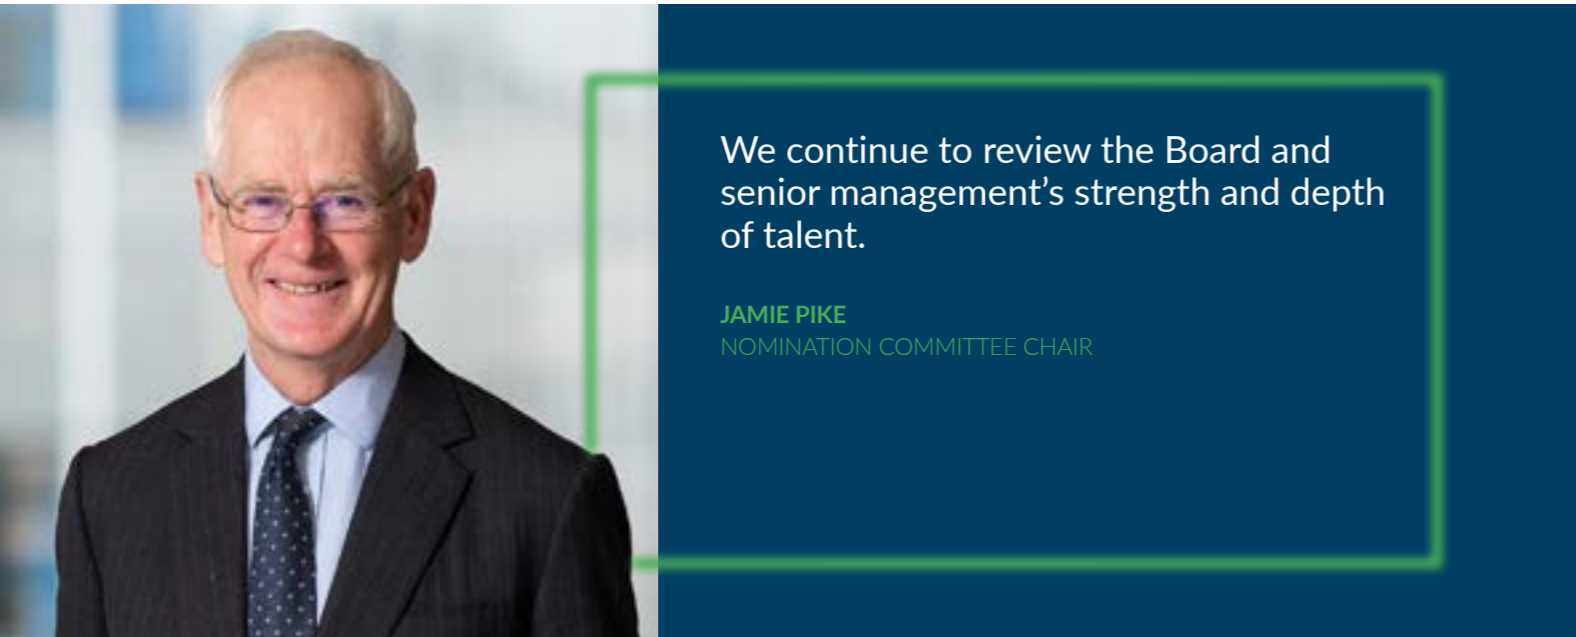 We continue to review the Board and
senior management’s strength and depth
of talent.
JAMIE PIKE
NOMINATION COMMITTEE CHAIR